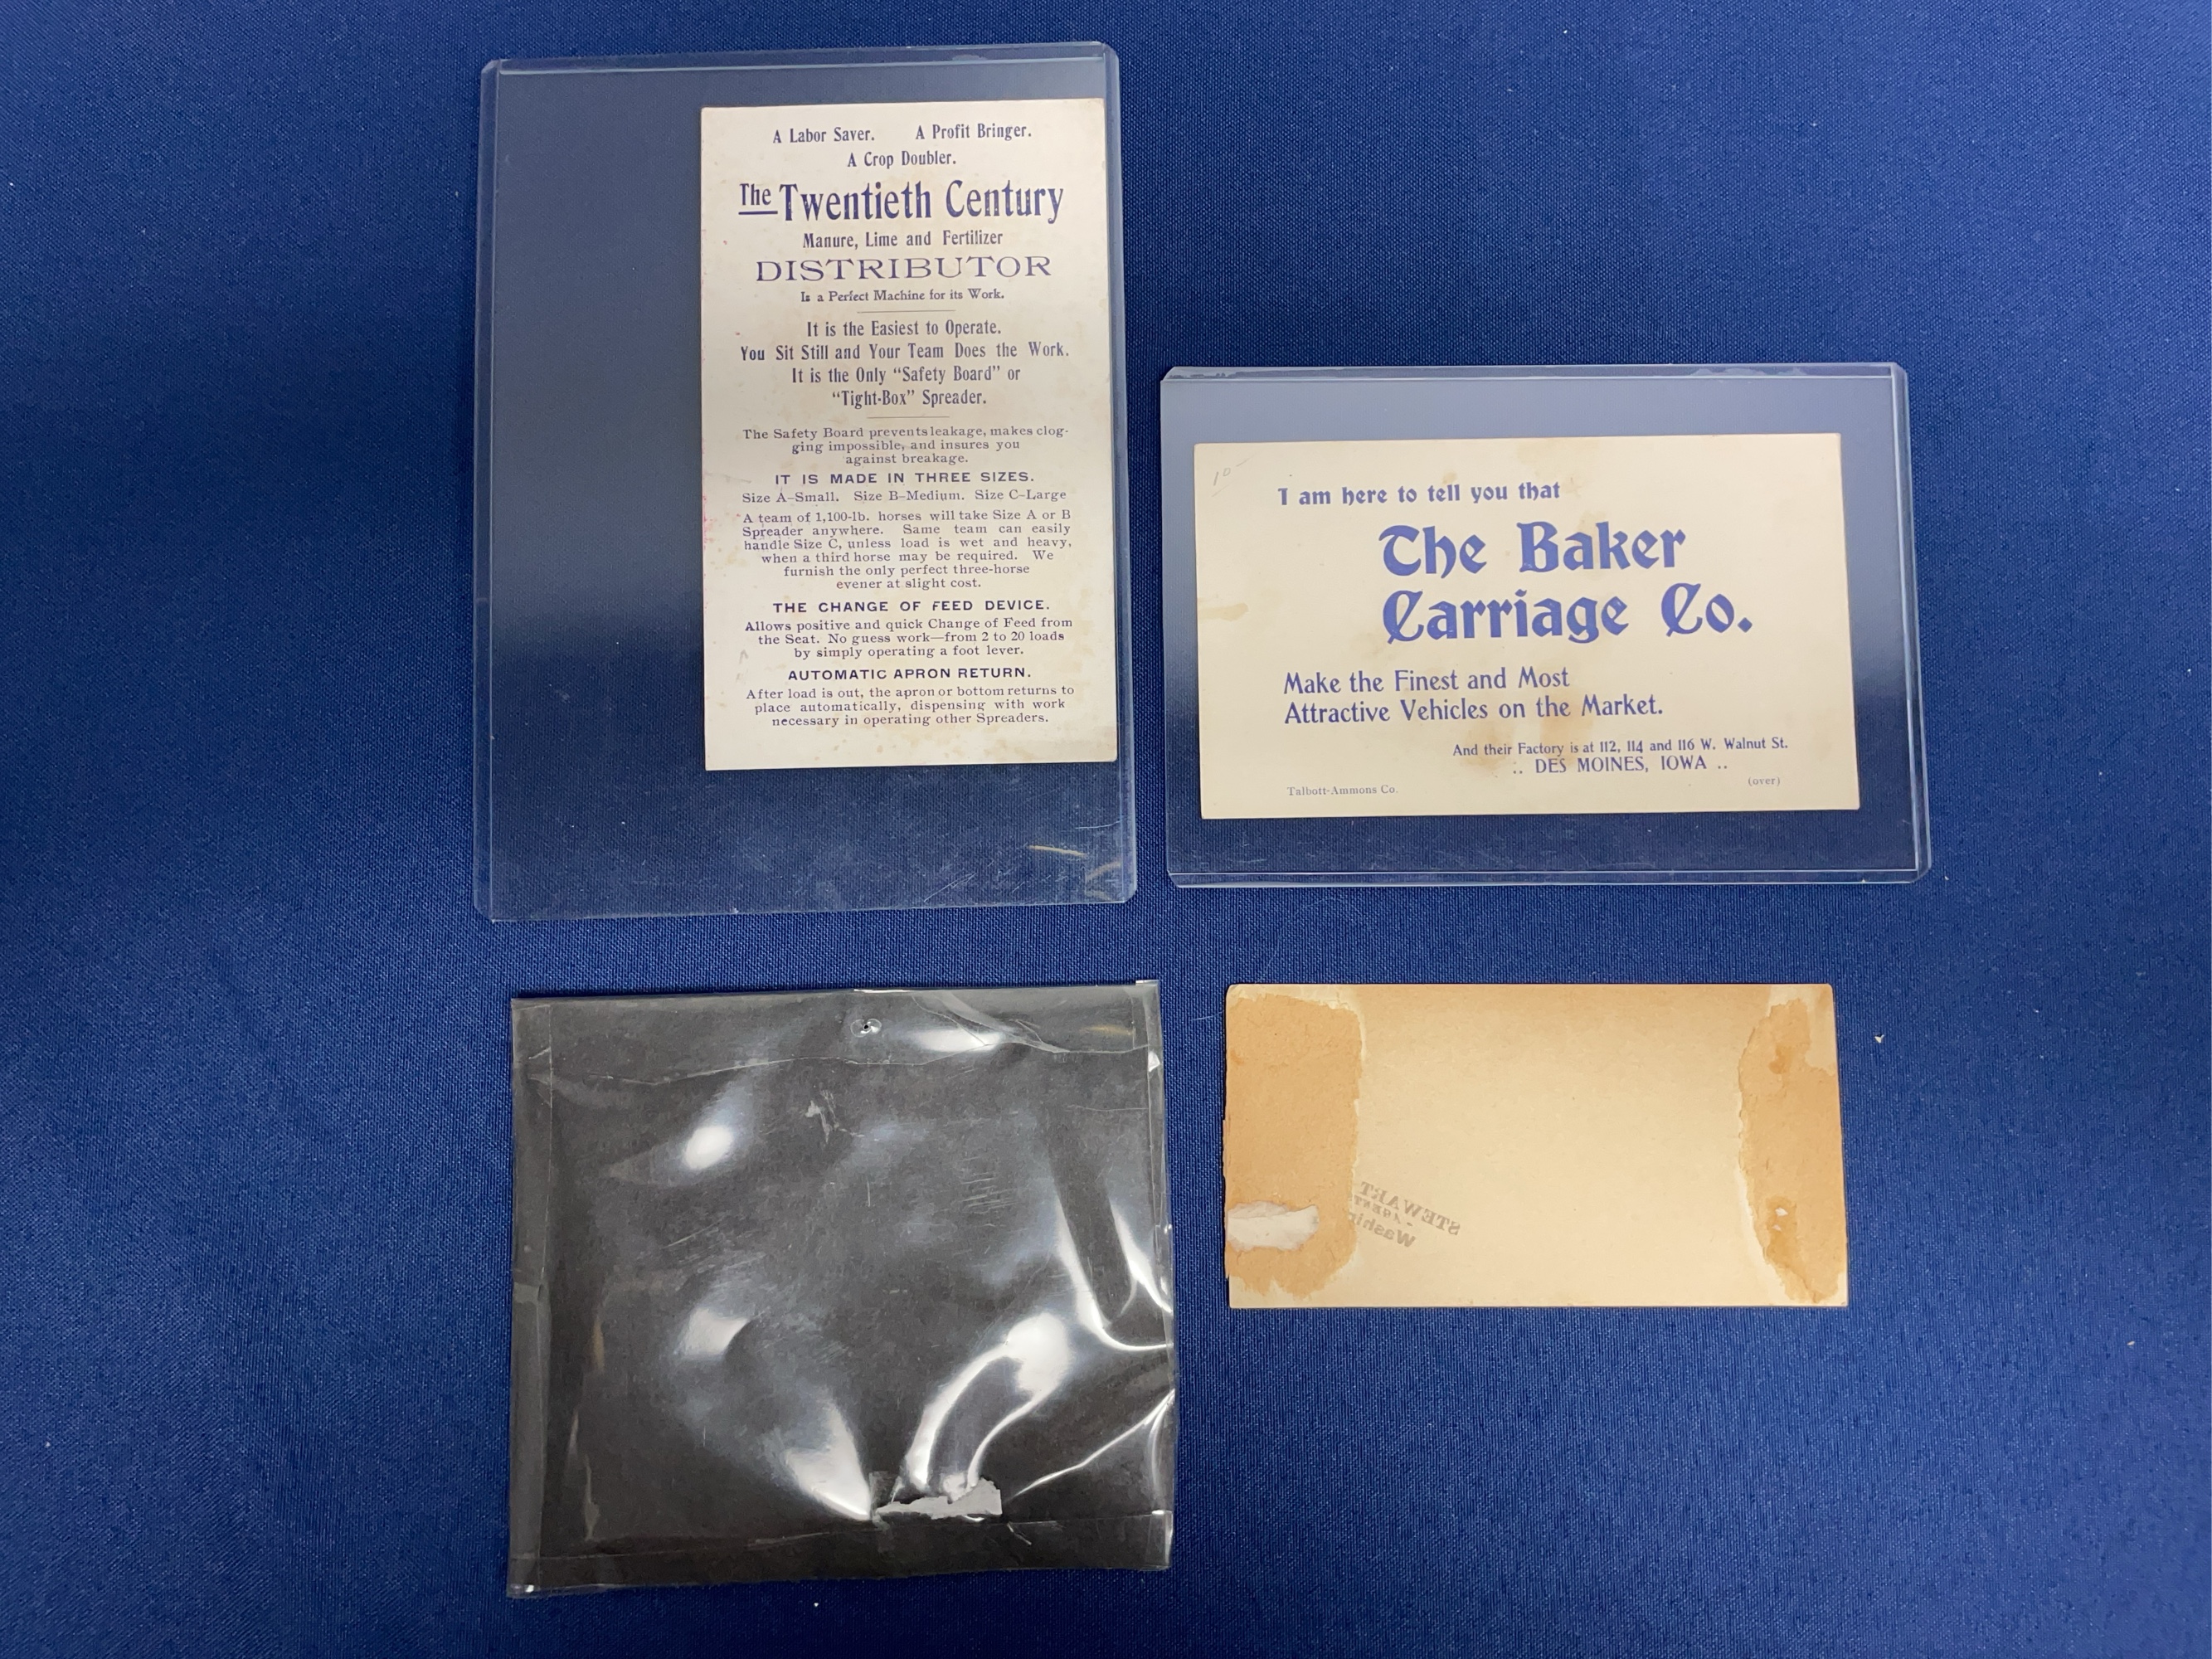 A Labor Saver. A Profit Bringer.
A Crop Doubler.
The Twentieth Century
Manure, Lime and Fertilizer
DISTRIBUTOR
Is a Perfect Machine for its Work.
It is the Easiest to Operate.
You Sit Still and Your Team Does the Work.
It is the Only “Safety Board” or
“Tight-Box” Spreader.
The Safety Board prevents leakage, makes clog-
ging impossible, and insures you
against breakage.
IT IS MADE IN THREE SIZES.
Size A–Small. Size B–Medium. Size C–Large
A team of 1,100-lb. horses will take Size A or B
Spreader anywhere. Same team can easily
handle Size C, unless load is wet and heavy,
when a third horse may be required. We
furnish the only perfect three-horse
evener at slight cost.
THE CHANGE OF FEED DEVICE.
Allows positive and quick Change of Feed from
the Seat. No guess work—from 2 to 20 loads
by simply operating a foot lever.
AUTOMATIC APRON RETURN.
After load is out, the apron or bottom returns to
place automatically, dispensing with work
necessary in operating other Spreaders.
10–
I am here to tell you that
The Baker
Carriage Co.
Make the Finest and Most
Attractive Vehicles on the Market.
And their Factory is at 112, 114 and 116 W. Walnut St.
.. DES MOINES, IOWA ..
(over)
Talbott-Ammons Co.
STEWART
Washin